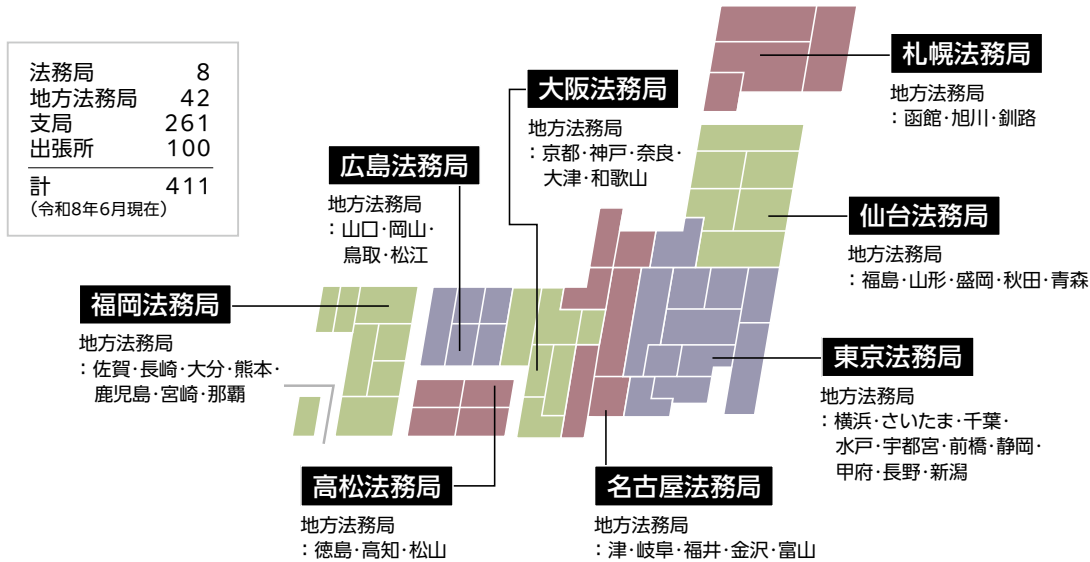 法務局 8
地方法務局 42
支局 261
出張所 100
計 411
(令和8年6月現在)
札幌法務局
地方法務局
：函館・旭川・釧路
大阪法務局
地方法務局
：京都・神戸・奈良・
大津・和歌山
広島法務局
地方法務局
：山口・岡山・
鳥取・松江
仙台法務局
地方法務局
：福島・山形・盛岡・秋田・青森
福岡法務局
地方法務局
：佐賀・長崎・大分・熊本・
鹿児島・宮崎・那覇
東京法務局
地方法務局
：横浜・さいたま・千葉・
水戸・宇都宮・前橋・静岡・
甲府・長野・新潟
高松法務局
地方法務局
：徳島・高知・松山
名古屋法務局
地方法務局
：津・岐阜・福井・金沢・富山